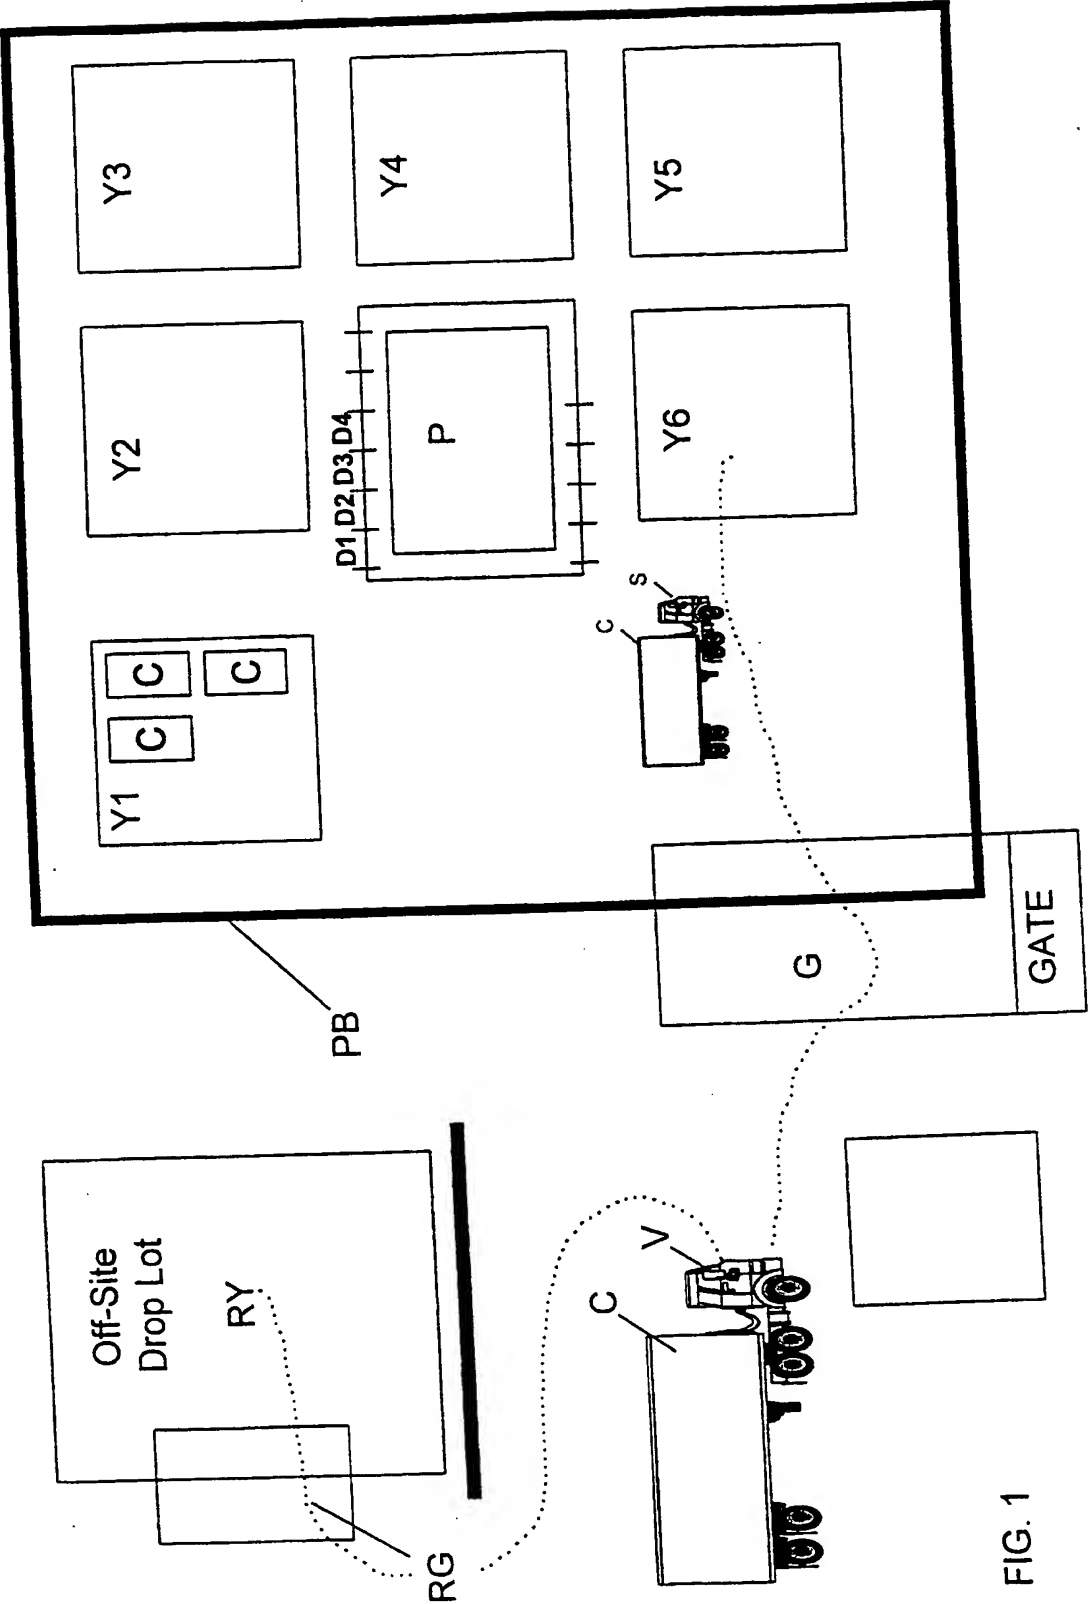 Off-Site
Drop Lot
RY
RG
PB
Y1
C
C
C
Y2
Y3
D1 D2 D3 D4
P
Y4
C
S
Y6
Y5
C
V
G
GATE
FIG. 1